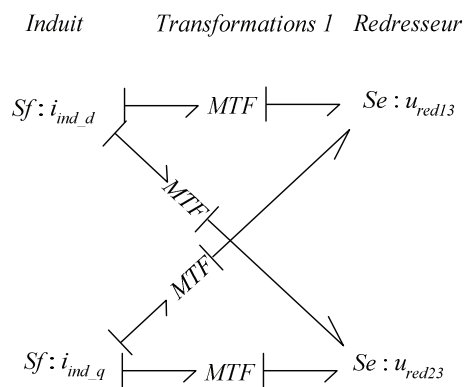 Induit Transformations 1 Redresseur
Sf : i_ind_d MTF Se : u_red13
MTF
MTF
Sf : i_ind_q MTF Se : u_red23